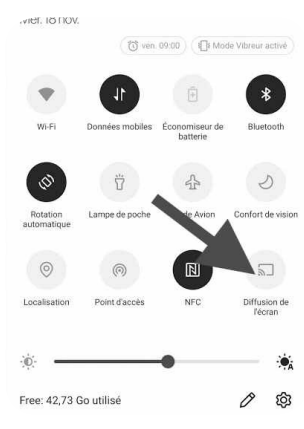 ven. 09:00 Mode Vibreur activé
Wi-Fi Données mobiles Économiseur de Bluetooth
batterie
Rotation Lampe de poche Avion Confort de vision
automatique
Localisation Point d'accès NFC Diffusion de
l'écran
A
Free: 42,73 Go utilisé